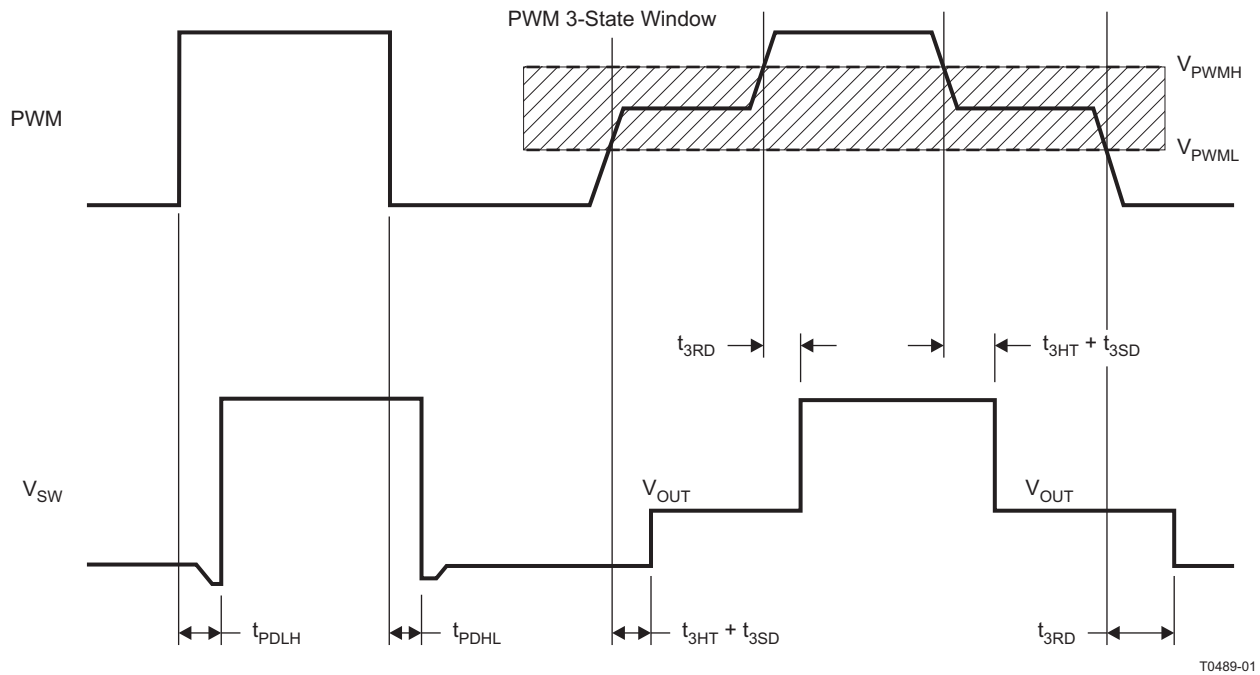 PWM 3-State Window
V_PWMH
PWM
V_PWML
t_3RD
t_3HT + t_3SD
V_SW
V_OUT
V_OUT
t_PDLH
t_PDHL
t_3HT + t_3SD
t_3RD
T0489-01